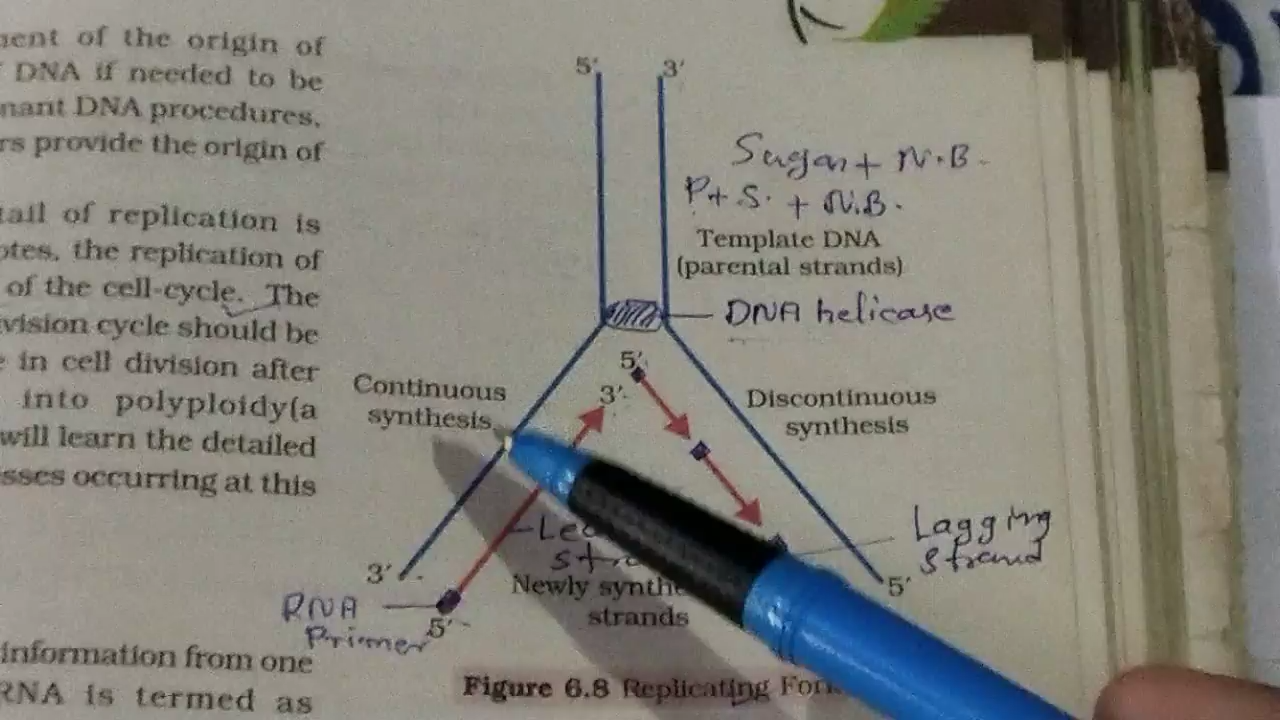 ent of the origin of
DNA if needed to be
nant DNA procedures,
rs provide the origin of
tail of replication is
otes, the replication of
of the cell-cycle. The
vision cycle should be
in cell division after
into polyploidy(a
will learn the detailed
sses occurring at this
information from one
RNA is termed as
5′ 3′
Sugar + N.B.
P + S. + N.B.
Template DNA
(parental strands)
DNA helicase
5′
3′
Continuous
synthesis
Discontinuous
synthesis
Lagging
strand
3′
5′
RNA
Primer
5′
Newly
strands
Figure 6.8 Replicating